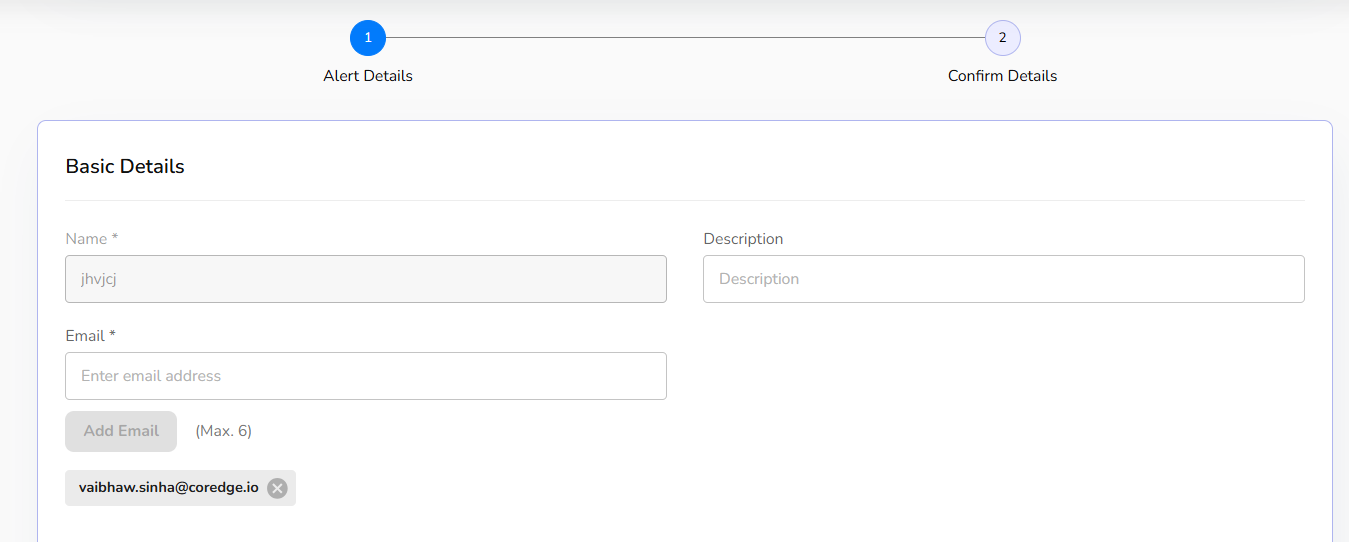 1
2
Alert Details
Confirm Details
Basic Details
Name *
Description
jhvjcj
Description
Email *
Enter email address
Add Email
(Max. 6)
vaibhaw.sinha@coredge.io